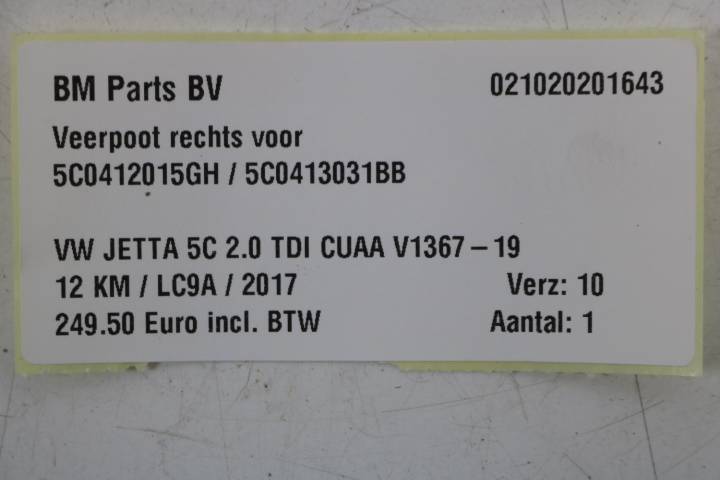 BM Parts BV 021020201643
Veerpoot rechts voor
5C0412015GH / 5C0413031BB
VW JETTA 5C 2.0 TDI CUAA V1367 – 19
12 KM / LC9A / 2017 Verz: 10
249.50 Euro incl. BTW Aantal: 1